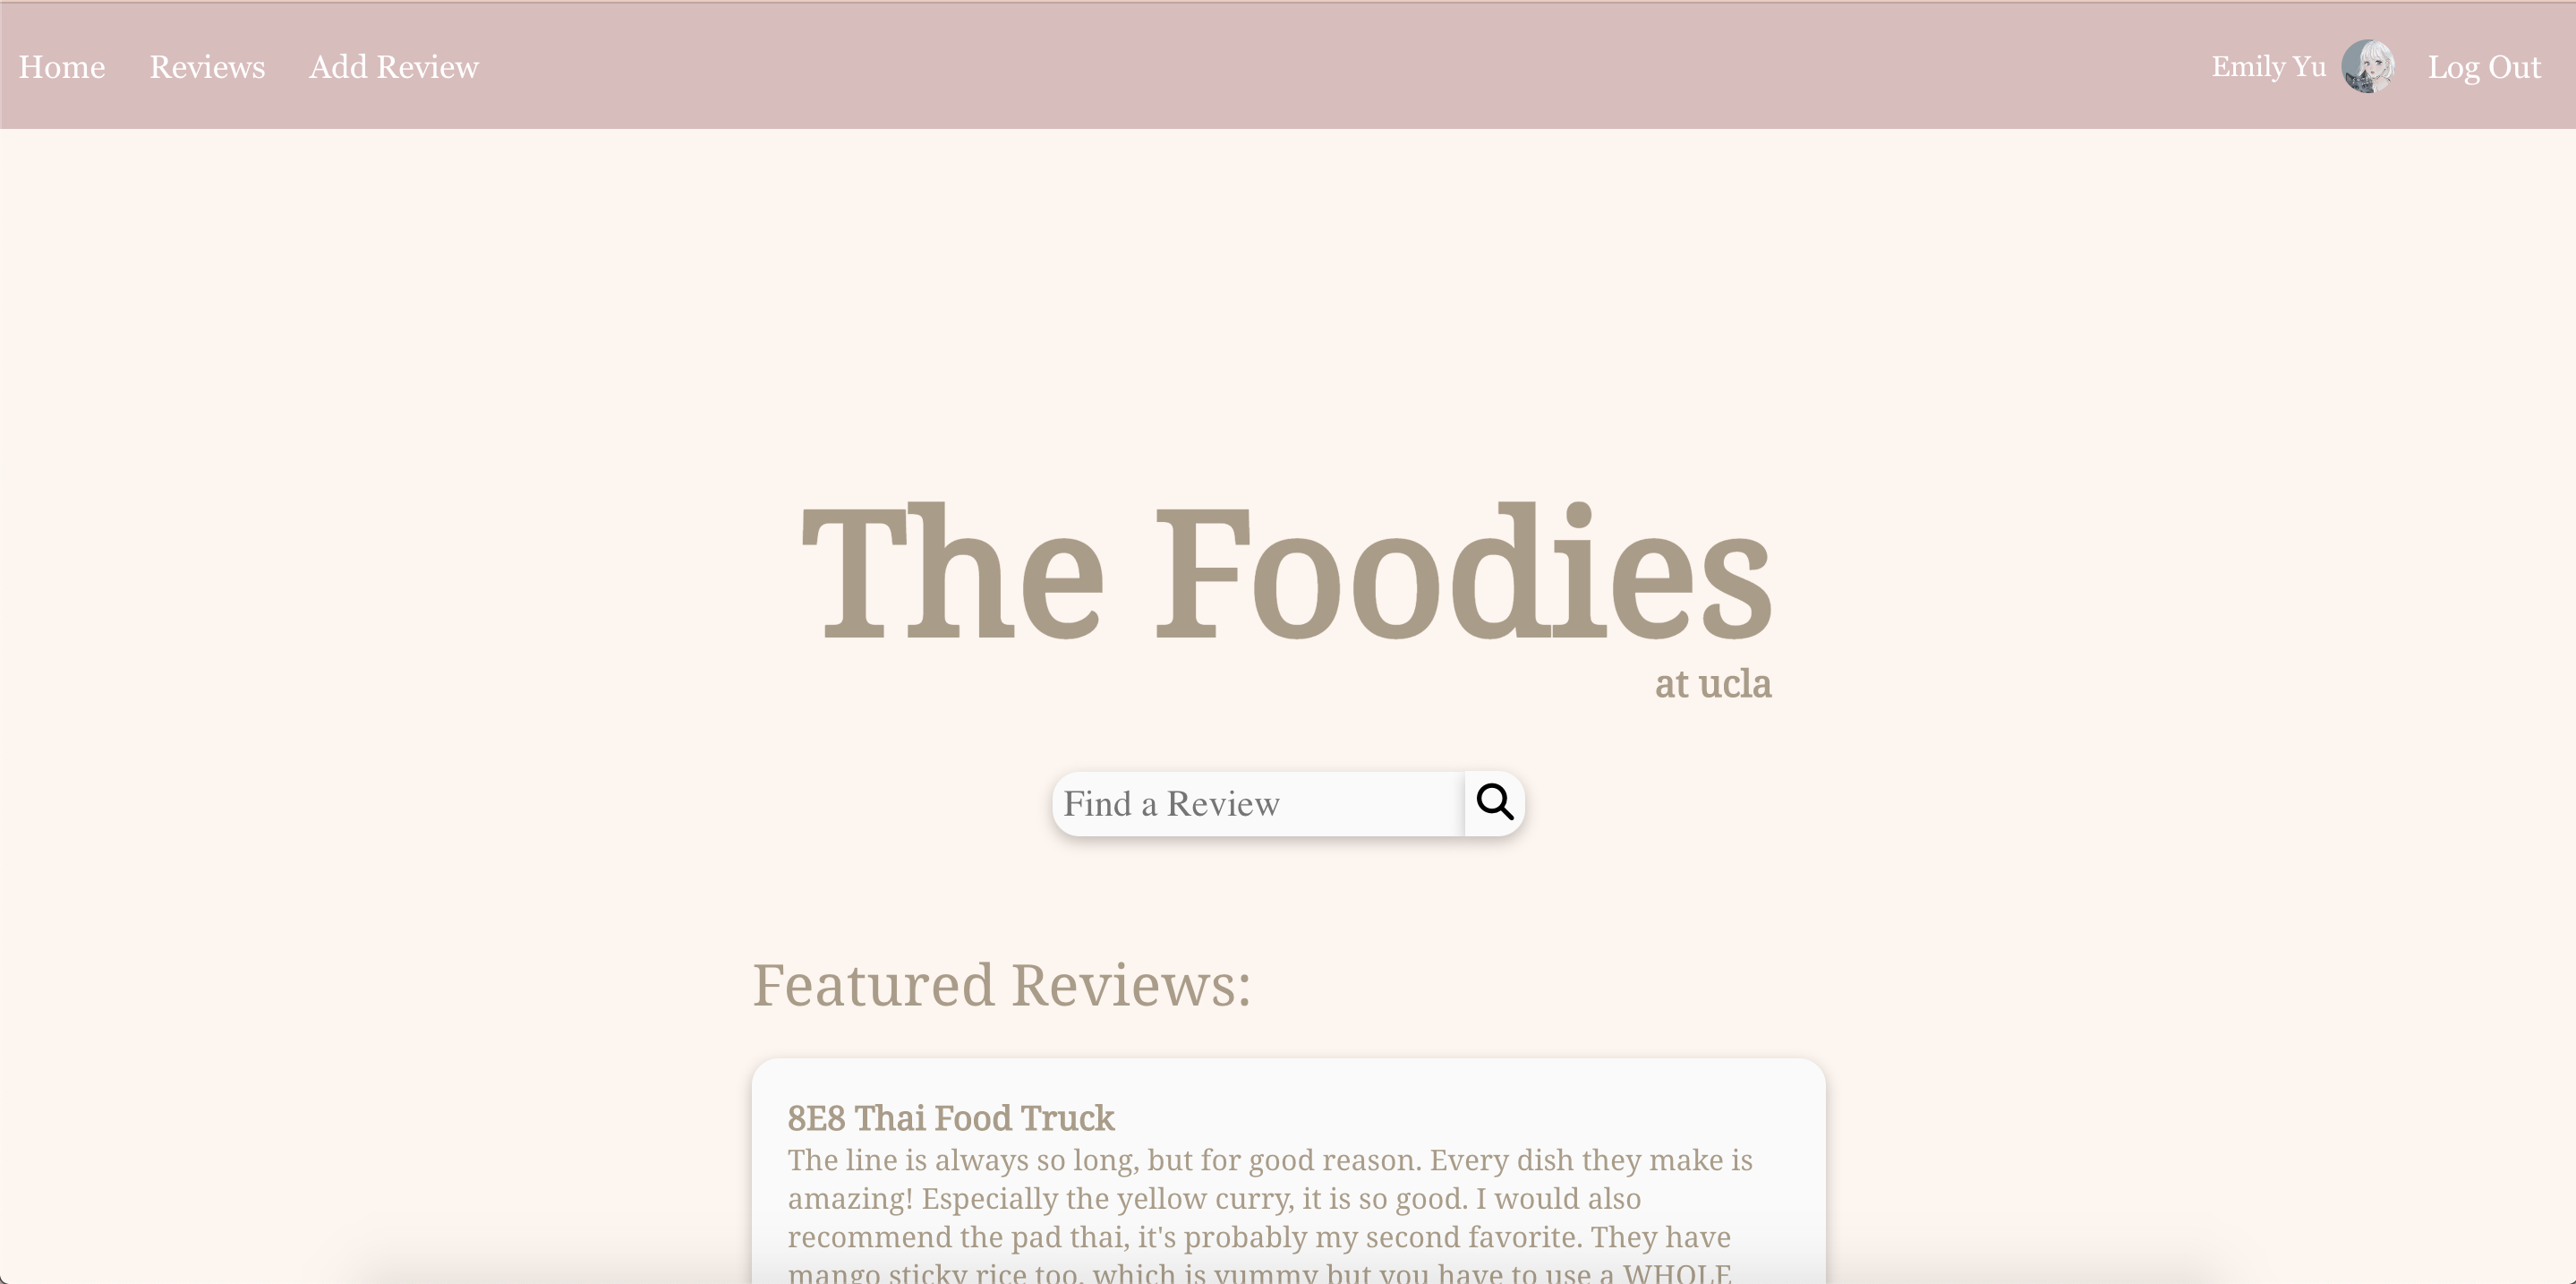 Home Reviews Add Review Emily Yu Log Out
The Foodies
at ucla
Find a Review
Featured Reviews:
8E8 Thai Food Truck
The line is always so long, but for good reason. Every dish they make is
amazing! Especially the yellow curry, it is so good. I would also
recommend the pad thai, it's probably my second favorite. They have
mango sticky rice too, which is yummy but you have to use a WHOLE